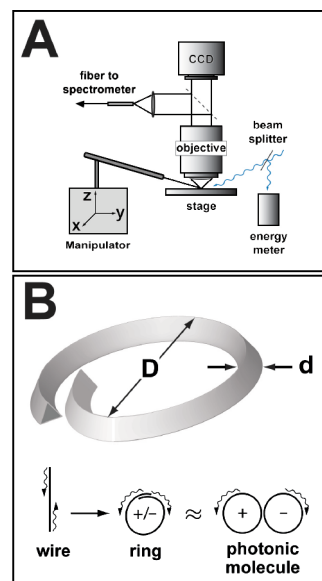 A
CCD
fiber to
spectrometer
objective
beam
splitter
z
y
x
Manipulator
stage
energy
meter
B
D
d
+/−
≈
+
−
wire
ring
photonic
molecule